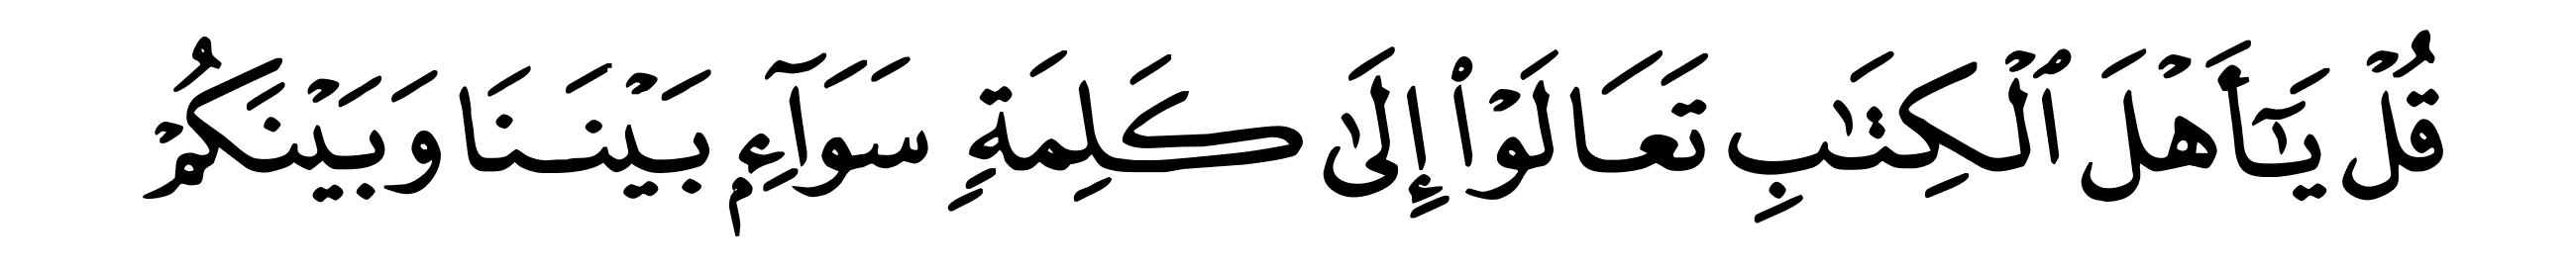 قُلْ يَـٰٓأَهْلَ ٱلْكِتَـٰبِ تَعَالَوْا۟ إِلَىٰ كَلِمَةٍۢ سَوَآءٍۭ بَيْنَنَا وَبَيْنَكُمْ